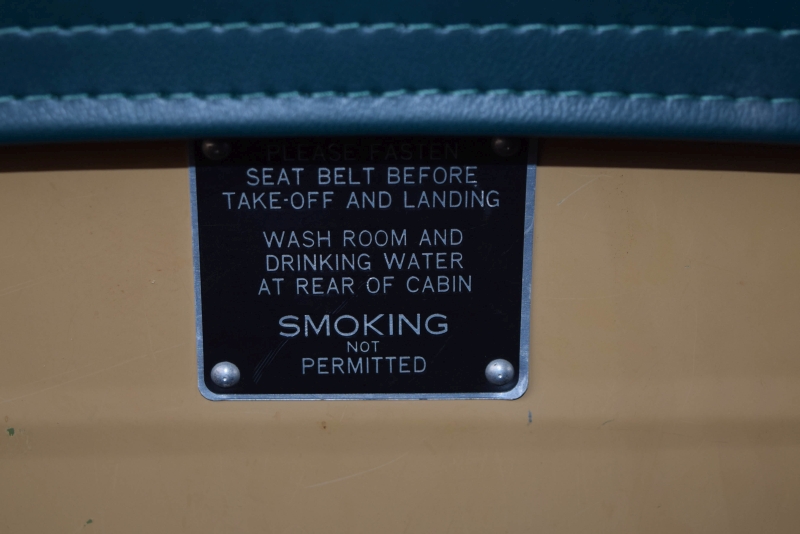 PLEASE FASTEN
SEAT BELT BEFORE
TAKE-OFF AND LANDING
WASH ROOM AND
DRINKING WATER
AT REAR OF CABIN
SMOKING
NOT
PERMITTED